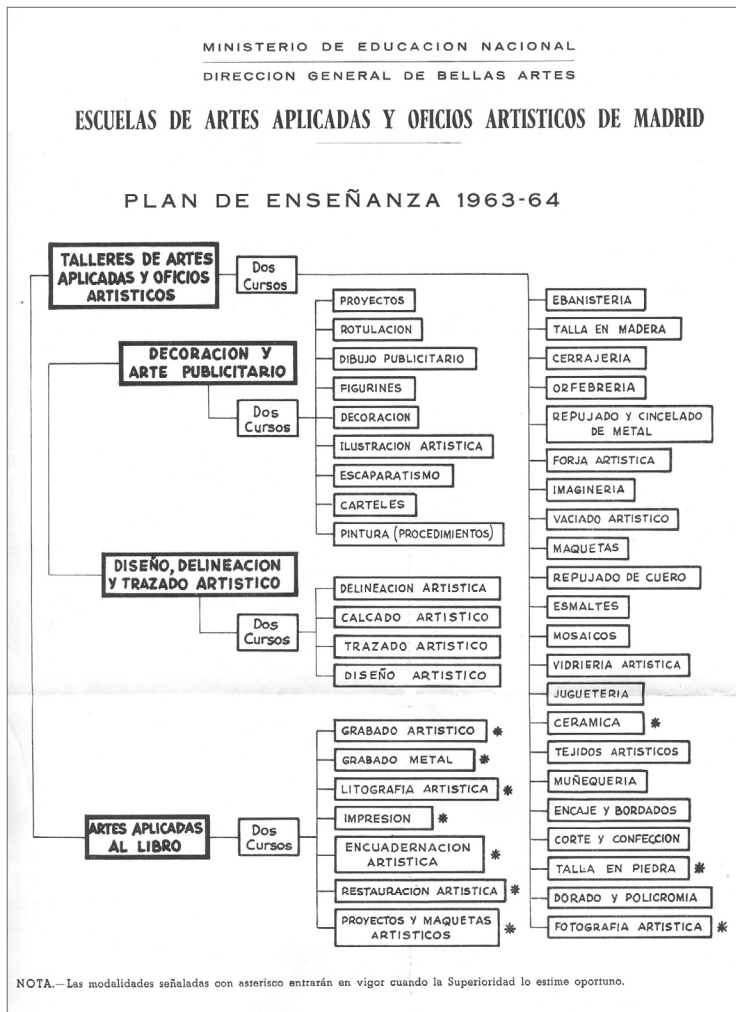 MINISTERIO DE EDUCACION NACIONAL
DIRECCION GENERAL DE BELLAS ARTES
ESCUELAS DE ARTES APLICADAS Y OFICIOS ARTISTICOS DE MADRID
PLAN DE ENSEÑANZA 1963-64
TALLERES DE ARTES
APLICADAS Y OFICIOS
ARTISTICOS
Dos
Cursos
DECORACION Y
ARTE PUBLICITARIO
Dos
Cursos
PROYECTOS
ROTULACION
DIBUJO PUBLICITARIO
FIGURINES
DECORACION
ILUSTRACION ARTISTICA
ESCAPARATISMO
CARTELES
PINTURA (PROCEDIMIENTOS)
DISEÑO, DELINEACION
Y TRAZADO ARTISTICO
Dos
Cursos
DELINEACION ARTISTICA
CALCADO ARTISTICO
TRAZADO ARTISTICO
DISEÑO ARTISTICO
ARTES APLICADAS
AL LIBRO
Dos
Cursos
GRABADO ARTISTICO *
GRABADO METAL *
LITOGRAFIA ARTISTICA *
IMPRESION *
ENCUADERNACION
ARTISTICA *
RESTAURACION ARTISTICA *
PROYECTOS Y MAQUETAS
ARTISTICOS *
EBANISTERIA
TALLA EN MADERA
CERRAJERIA
ORFEBRERIA
REPUJADO Y CINCELADO
DE METAL
FORJA ARTISTICA
IMAGINERIA
VACIADO ARTISTICO
MAQUETAS
REPUJADO DE CUERO
ESMALTES
MOSAICOS
VIDRIERIA ARTISTICA
JUGUETERIA
CERAMICA *
TEJIDOS ARTISTICOS
MUÑEQUERIA
ENCAJE Y BORDADOS
CORTE Y CONFECCION
TALLA EN PIEDRA *
DORADO Y POLICROMIA
FOTOGRAFIA ARTISTICA *
NOTA.—Las modalidades señaladas con asterisco entrarán en vigor cuando la Superioridad lo estime oportuno.